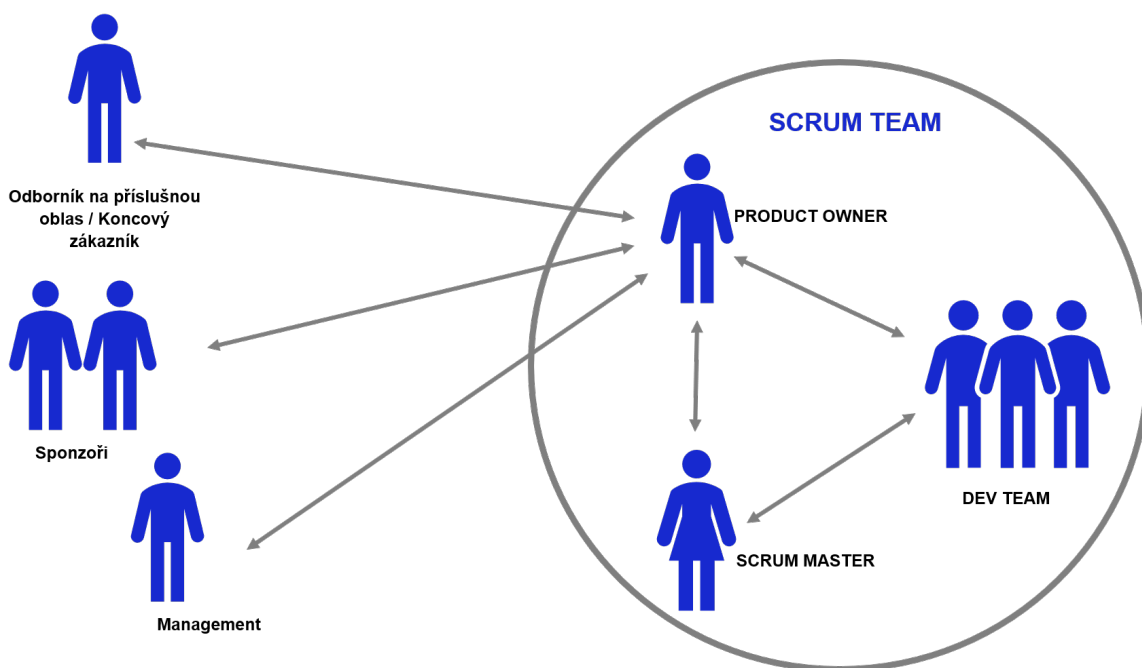 Odborník na příslušnou
oblas / Koncový
zákazník
Sponzoři
Management
SCRUM TEAM
PRODUCT OWNER
DEV TEAM
SCRUM MASTER